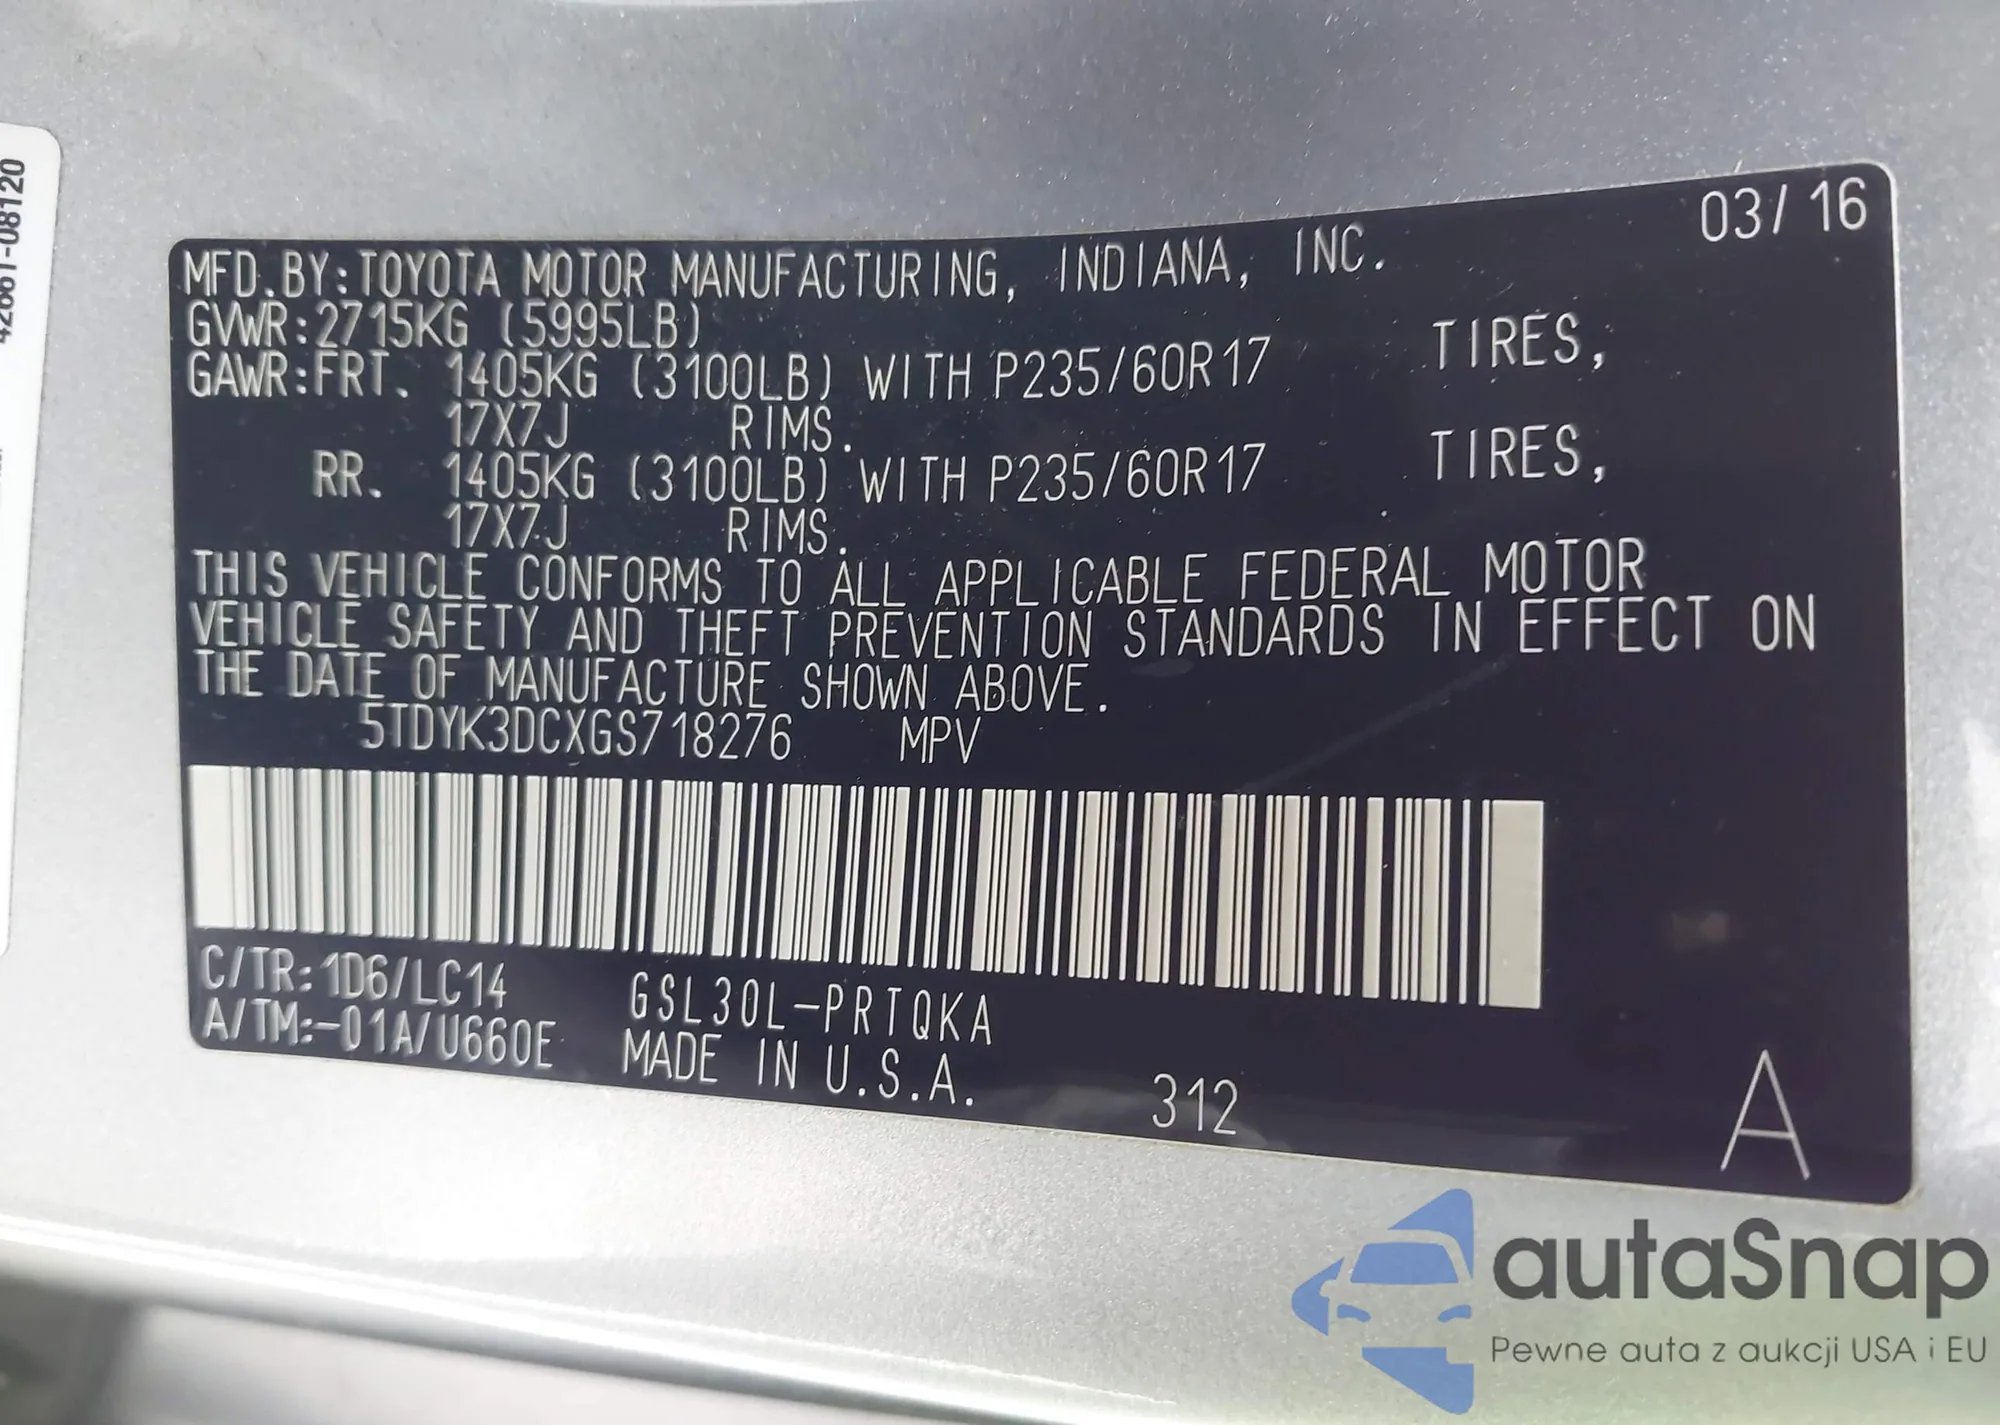 42661-08120
03/16
MFD.BY:TOYOTA MOTOR MANUFACTURING, INDIANA, INC.
GVWR:2715KG (5995LB)
GAWR:FRT. 1405KG (3100LB) WITH P235/60R17 TIRES,
17X7J RIMS.
RR. 1405KG (3100LB) WITH P235/60R17 TIRES,
17X7J RIMS.
THIS VEHICLE CONFORMS TO ALL APPLICABLE FEDERAL MOTOR
VEHICLE SAFETY AND THEFT PREVENTION STANDARDS IN EFFECT ON
THE DATE OF MANUFACTURE SHOWN ABOVE.
5TDYK3DCXGS718276 MPV
C/TR:1D6/LC14 GSL30L-PRTQKA
A/TM:-01A/U660E MADE IN U.S.A. 312 A
autaSnap
Pewne auta z aukcji USA i EU